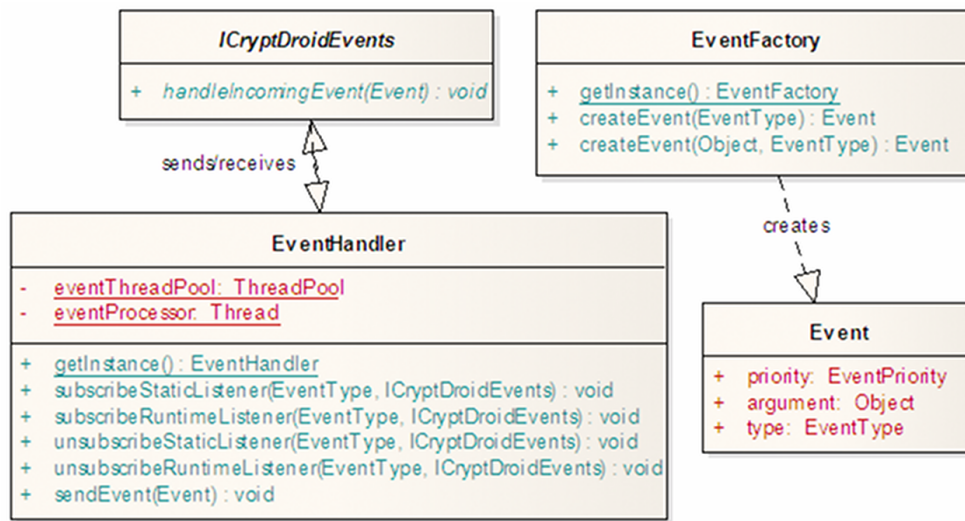 ICryptDroidEvents
+ handleIncomingEvent(Event) : void
sends/receives
EventHandler
- eventThreadPool: ThreadPool
- eventProcessor: Thread
+ getInstance() : EventHandler
+ subscribeStaticListener(EventType, ICryptDroidEvents) : void
+ subscribeRuntimeListener(EventType, ICryptDroidEvents) : void
+ unsubscribeStaticListener(EventType, ICryptDroidEvents) : void
+ unsubscribeRuntimeListener(EventType, ICryptDroidEvents) : void
+ sendEvent(Event) : void
EventFactory
+ getInstance() : EventFactory
+ createEvent(EventType) : Event
+ createEvent(Object, EventType) : Event
creates
Event
+ priority: EventPriority
+ argument: Object
+ type: EventType